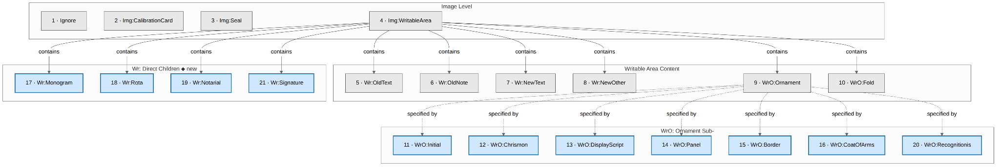 Image Level
1 · Ignore
2 · Img:CalibrationCard
3 · Img:Seal
4 · Img:WritableArea
contains contains contains contains contains contains contains contains contains contains
Wr: Direct Children ◆ new
17 · Wr:Monogram
18 · Wr:Rota
19 · Wr:Notarial
21 · Wr:Signature
Writable Area Content
5 · Wr:OldText
6 · Wr:OldNote
7 · Wr:NewText
8 · Wr:NewOther
9 · WrO:Ornament
10 · WrO:Fold
specified by specified by specified by specified by specified by specified by specified by
WrO: Ornament Sub-
11 · WrO:Initial
12 · WrO:Chrismon
13 · WrO:DisplayScript
14 · WrO:Panel
15 · WrO:Border
16 · WrO:CoatOfArms
20 · WrO:Recognitionis